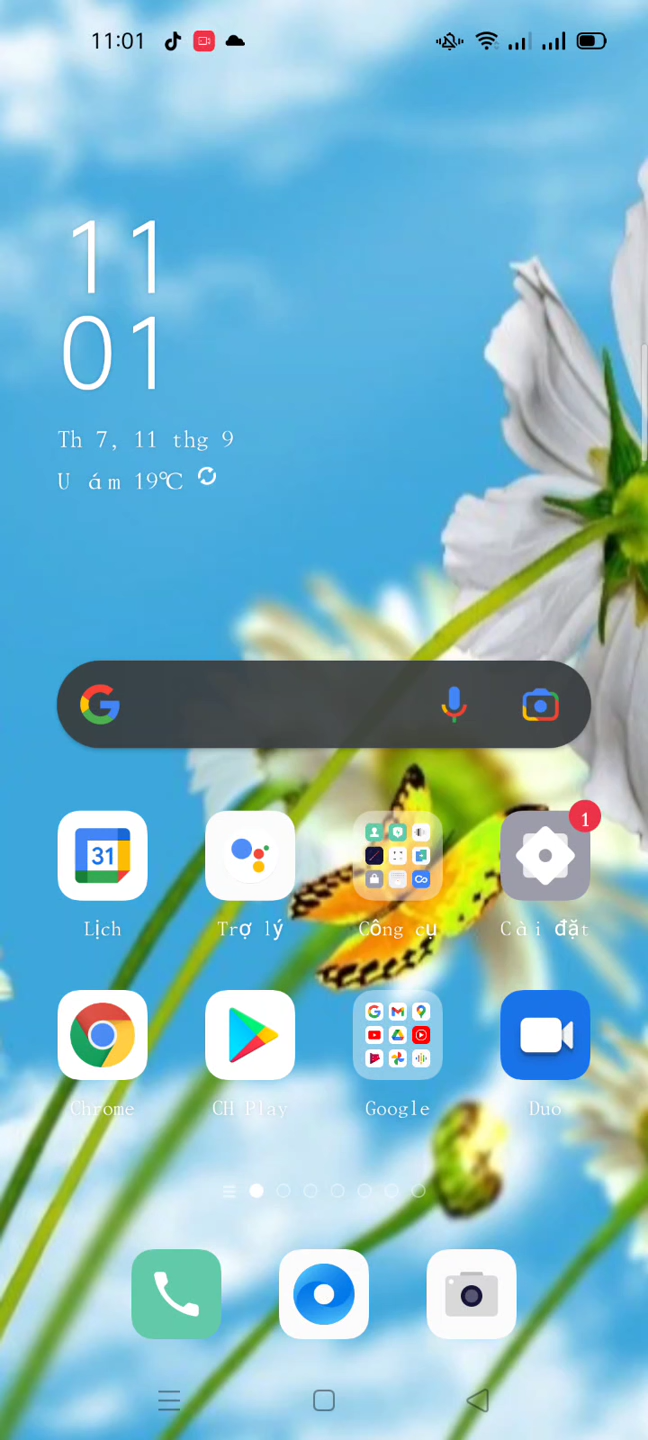 11:01
11
01
Th 7, 11 thg 9
U ám 19℃
31
1
Lịch
Trợ lý
Công cụ
Cài đặt
Chrome
CH Play
Google
Duo